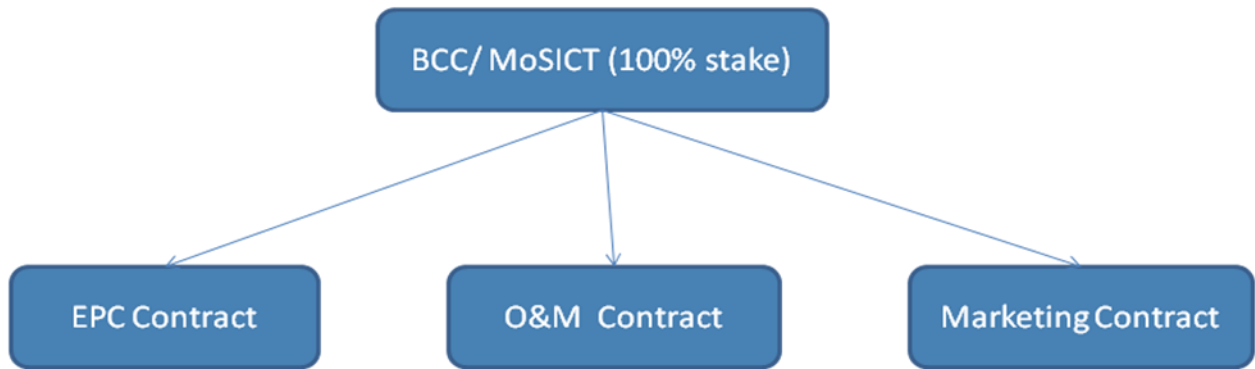 BCC/ MoSICT (100% stake)
EPC Contract
O&M Contract
Marketing Contract